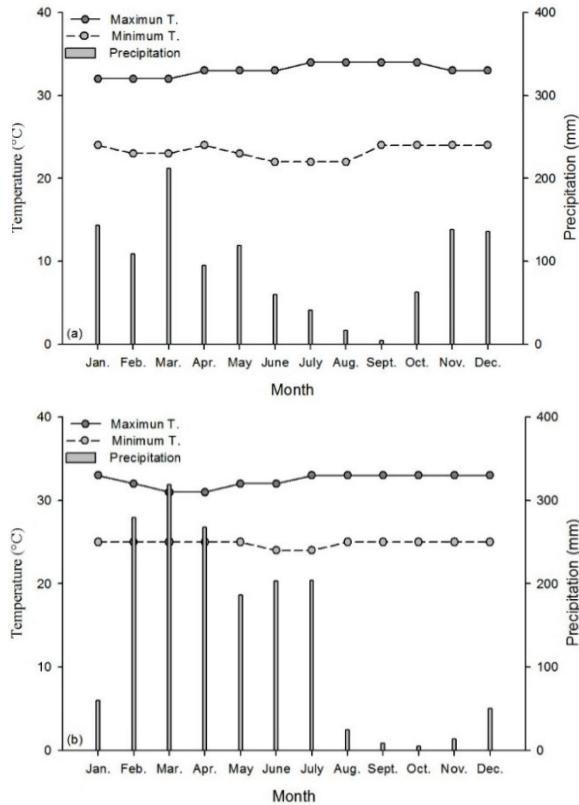 40
400
Maximun T.
Minimum T.
Precipitation
30
300
Temperature (°C)
20
200
Precipitation (mm)
10
100
(a)
0
0
Jan. Feb. Mar. Apr. May June July Aug. Sept. Oct. Nov. Dec.
Month
40
400
Maximun T.
Minimum T.
Precipitation
30
300
Temperature (°C)
20
200
Precipitation (mm)
10
100
(b)
0
0
Jan. Feb. Mar. Apr. May June July Aug. Sept. Oct. Nov. Dec.
Month